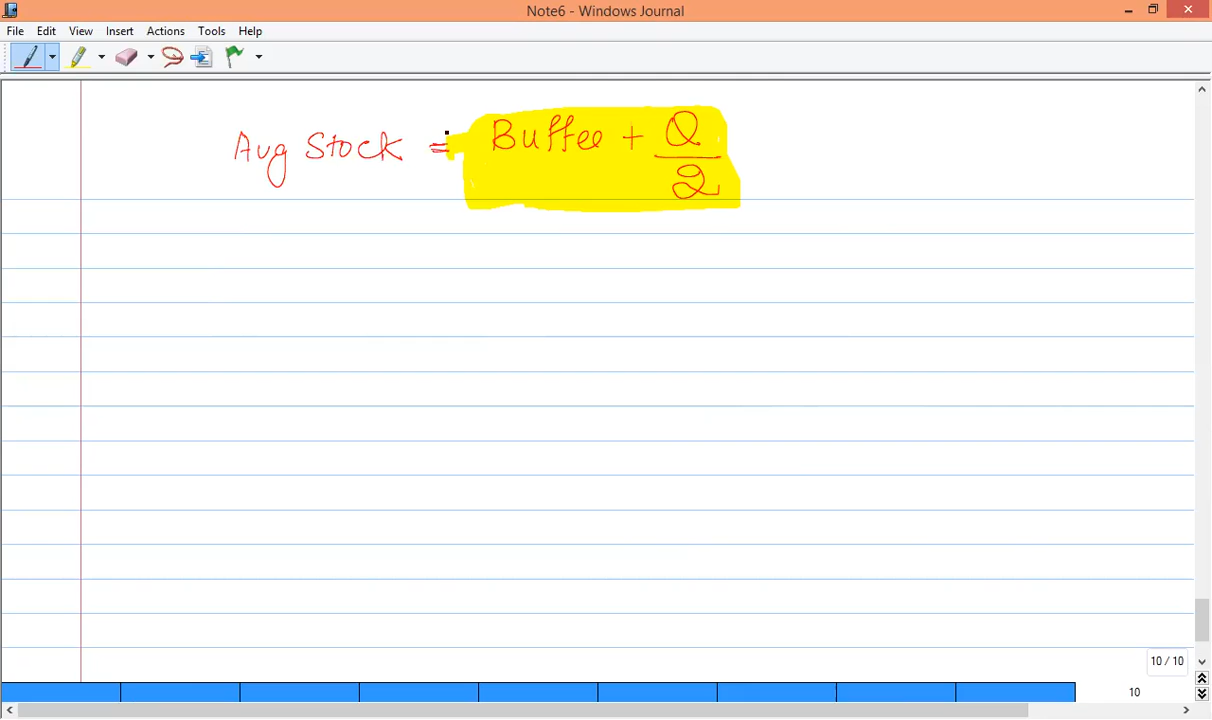 Note6 - Windows Journal
File Edit View Insert Actions Tools Help
Avg Stock = Buffer + Q/2
10 / 10
10